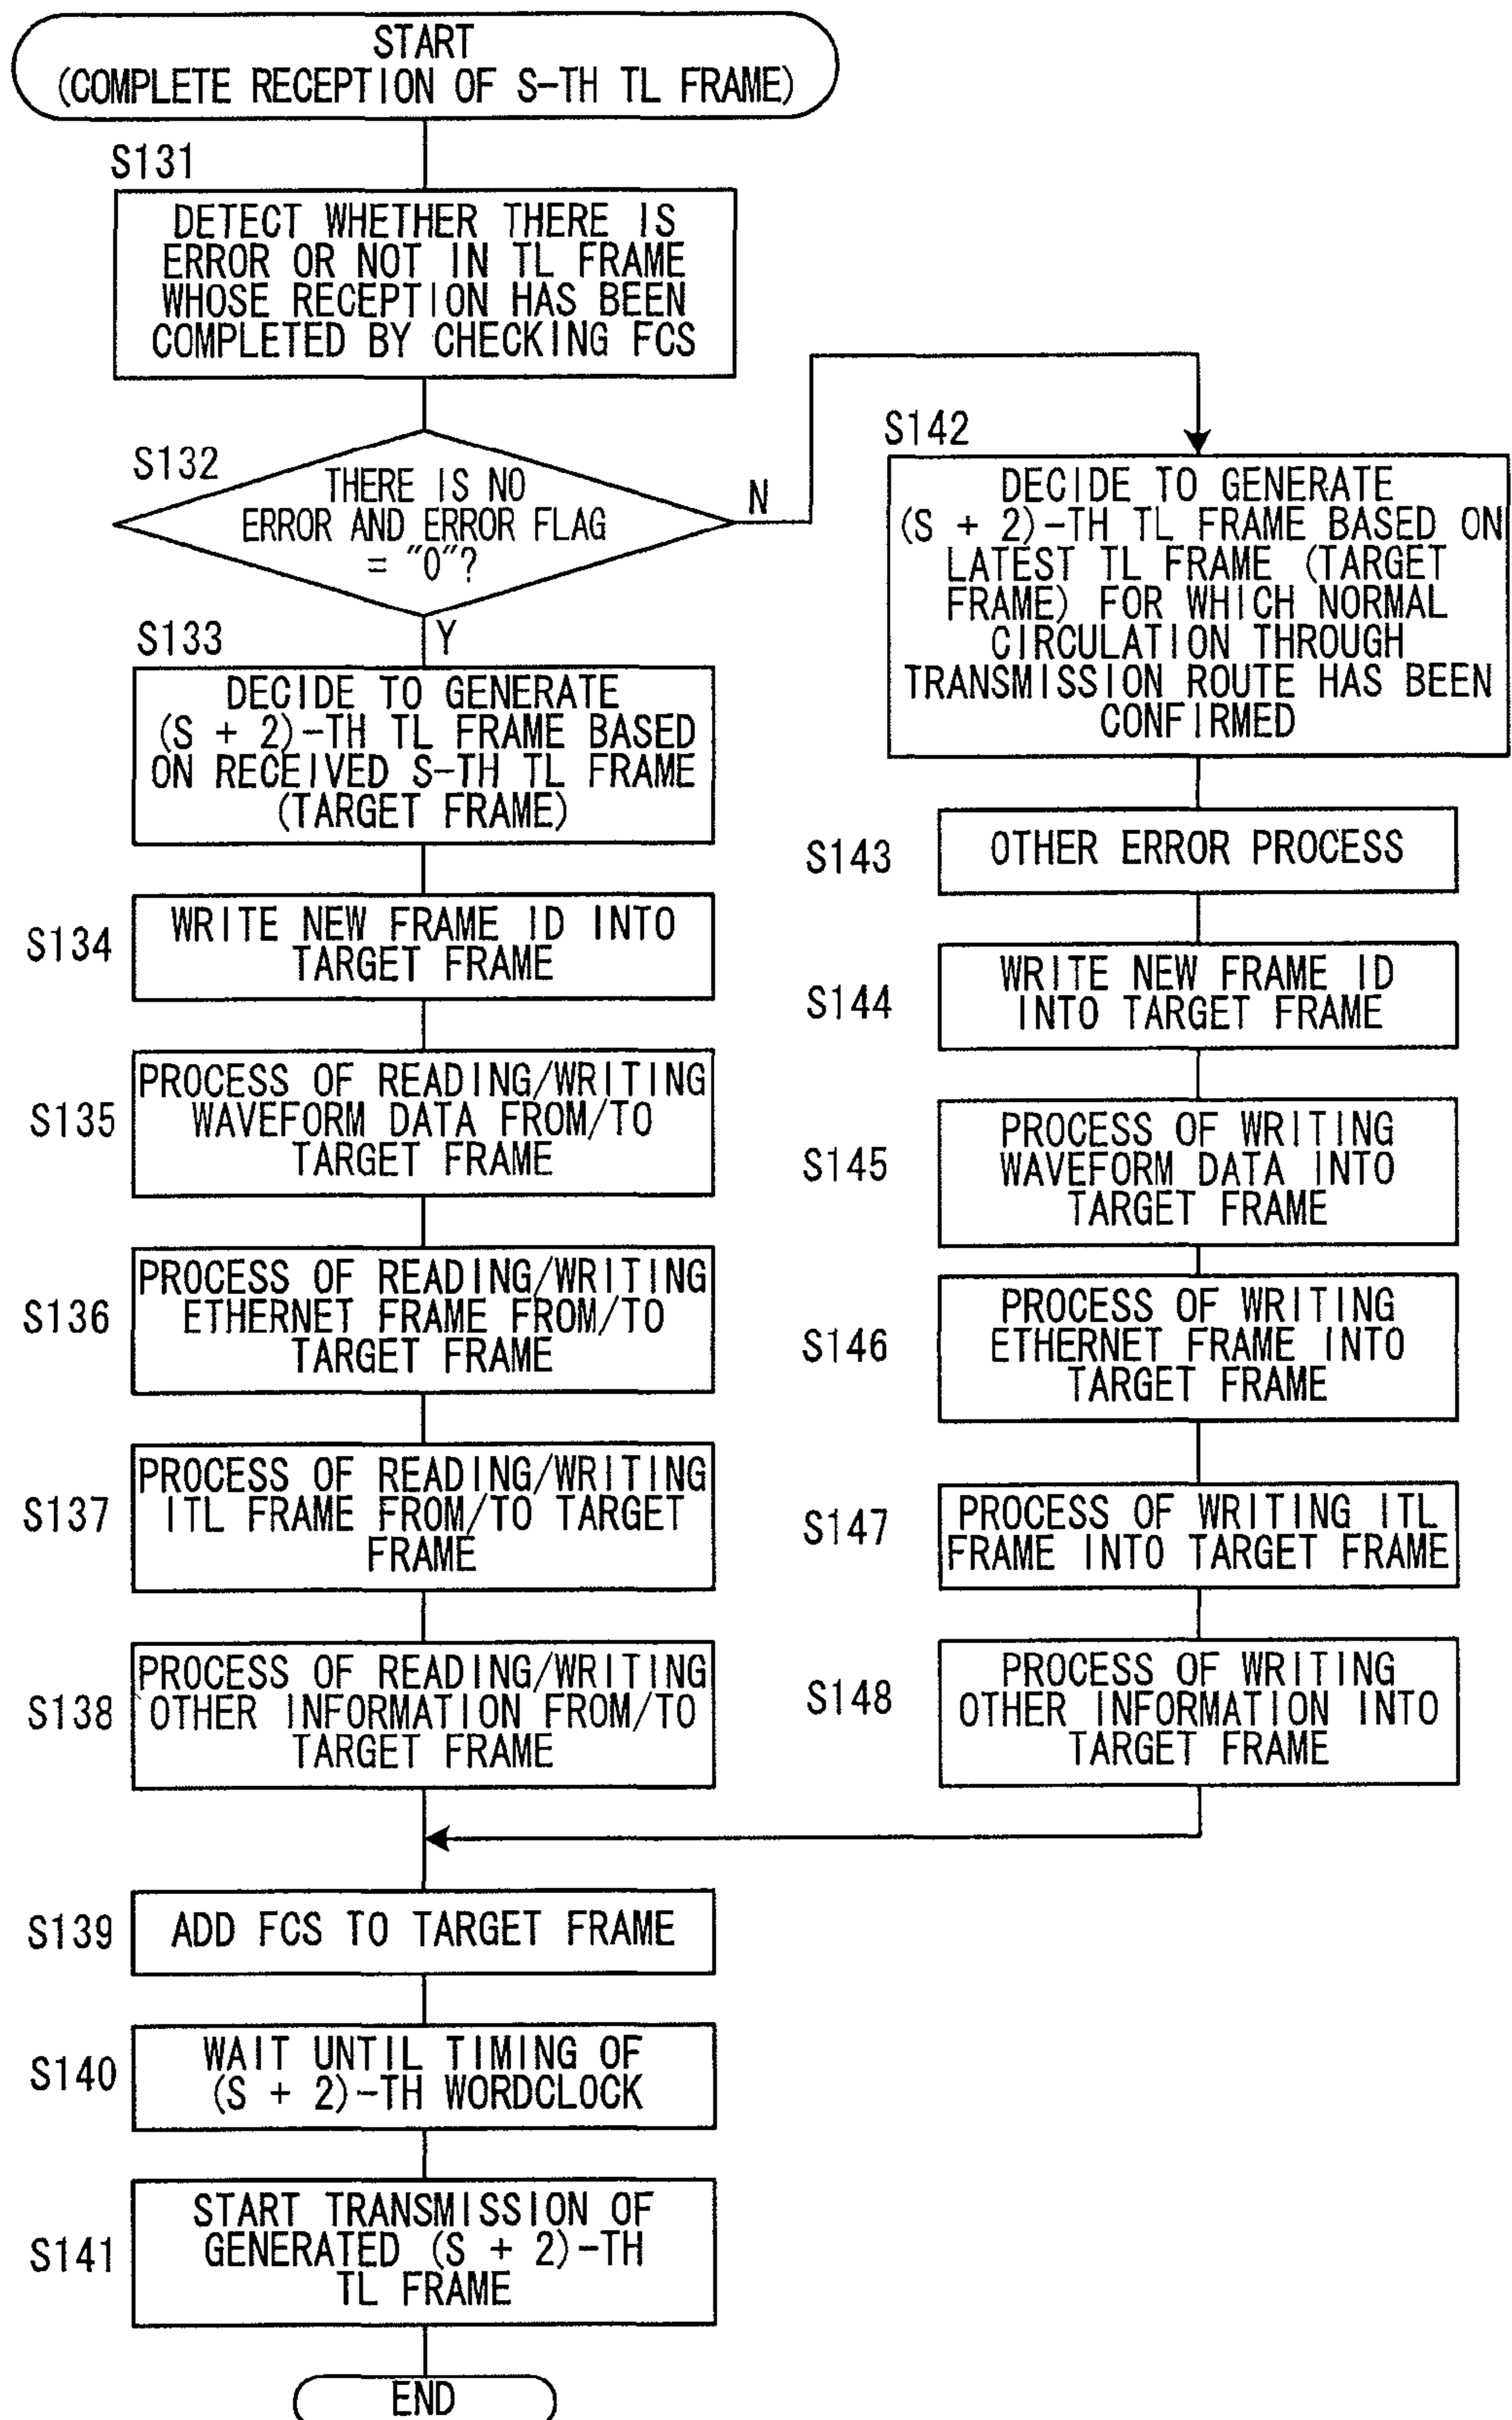 START
(COMPLETE RECEPTION OF S-TH TL FRAME)
S131
DETECT WHETHER THERE IS
ERROR OR NOT IN TL FRAME
WHOSE RECEPTION HAS BEEN
COMPLETED BY CHECKING FCS
S132
THERE IS NO
ERROR AND ERROR FLAG
= "0"?
N
Y
S133
DECIDE TO GENERATE
(S + 2)-TH TL FRAME BASED
ON RECEIVED S-TH TL FRAME
(TARGET FRAME)
S134
WRITE NEW FRAME ID INTO
TARGET FRAME
S135
PROCESS OF READING/WRITING
WAVEFORM DATA FROM/TO
TARGET FRAME
S136
PROCESS OF READING/WRITING
ETHERNET FRAME FROM/TO
TARGET FRAME
S137
PROCESS OF READING/WRITING
ITL FRAME FROM/TO TARGET
FRAME
S138
PROCESS OF READING/WRITING
OTHER INFORMATION FROM/TO
TARGET FRAME
S142
DECIDE TO GENERATE
(S + 2)-TH TL FRAME BASED ON
LATEST TL FRAME (TARGET
FRAME) FOR WHICH NORMAL
CIRCULATION THROUGH
TRANSMISSION ROUTE HAS BEEN
CONFIRMED
S143
OTHER ERROR PROCESS
S144
WRITE NEW FRAME ID
INTO TARGET FRAME
S145
PROCESS OF WRITING
WAVEFORM DATA INTO
TARGET FRAME
S146
PROCESS OF WRITING
ETHERNET FRAME INTO
TARGET FRAME
S147
PROCESS OF WRITING ITL
FRAME INTO TARGET FRAME
S148
PROCESS OF WRITING
OTHER INFORMATION INTO
TARGET FRAME
S139
ADD FCS TO TARGET FRAME
S140
WAIT UNTIL TIMING OF
(S + 2)-TH WORDCLOCK
S141
START TRANSMISSION OF
GENERATED (S + 2)-TH
TL FRAME
END